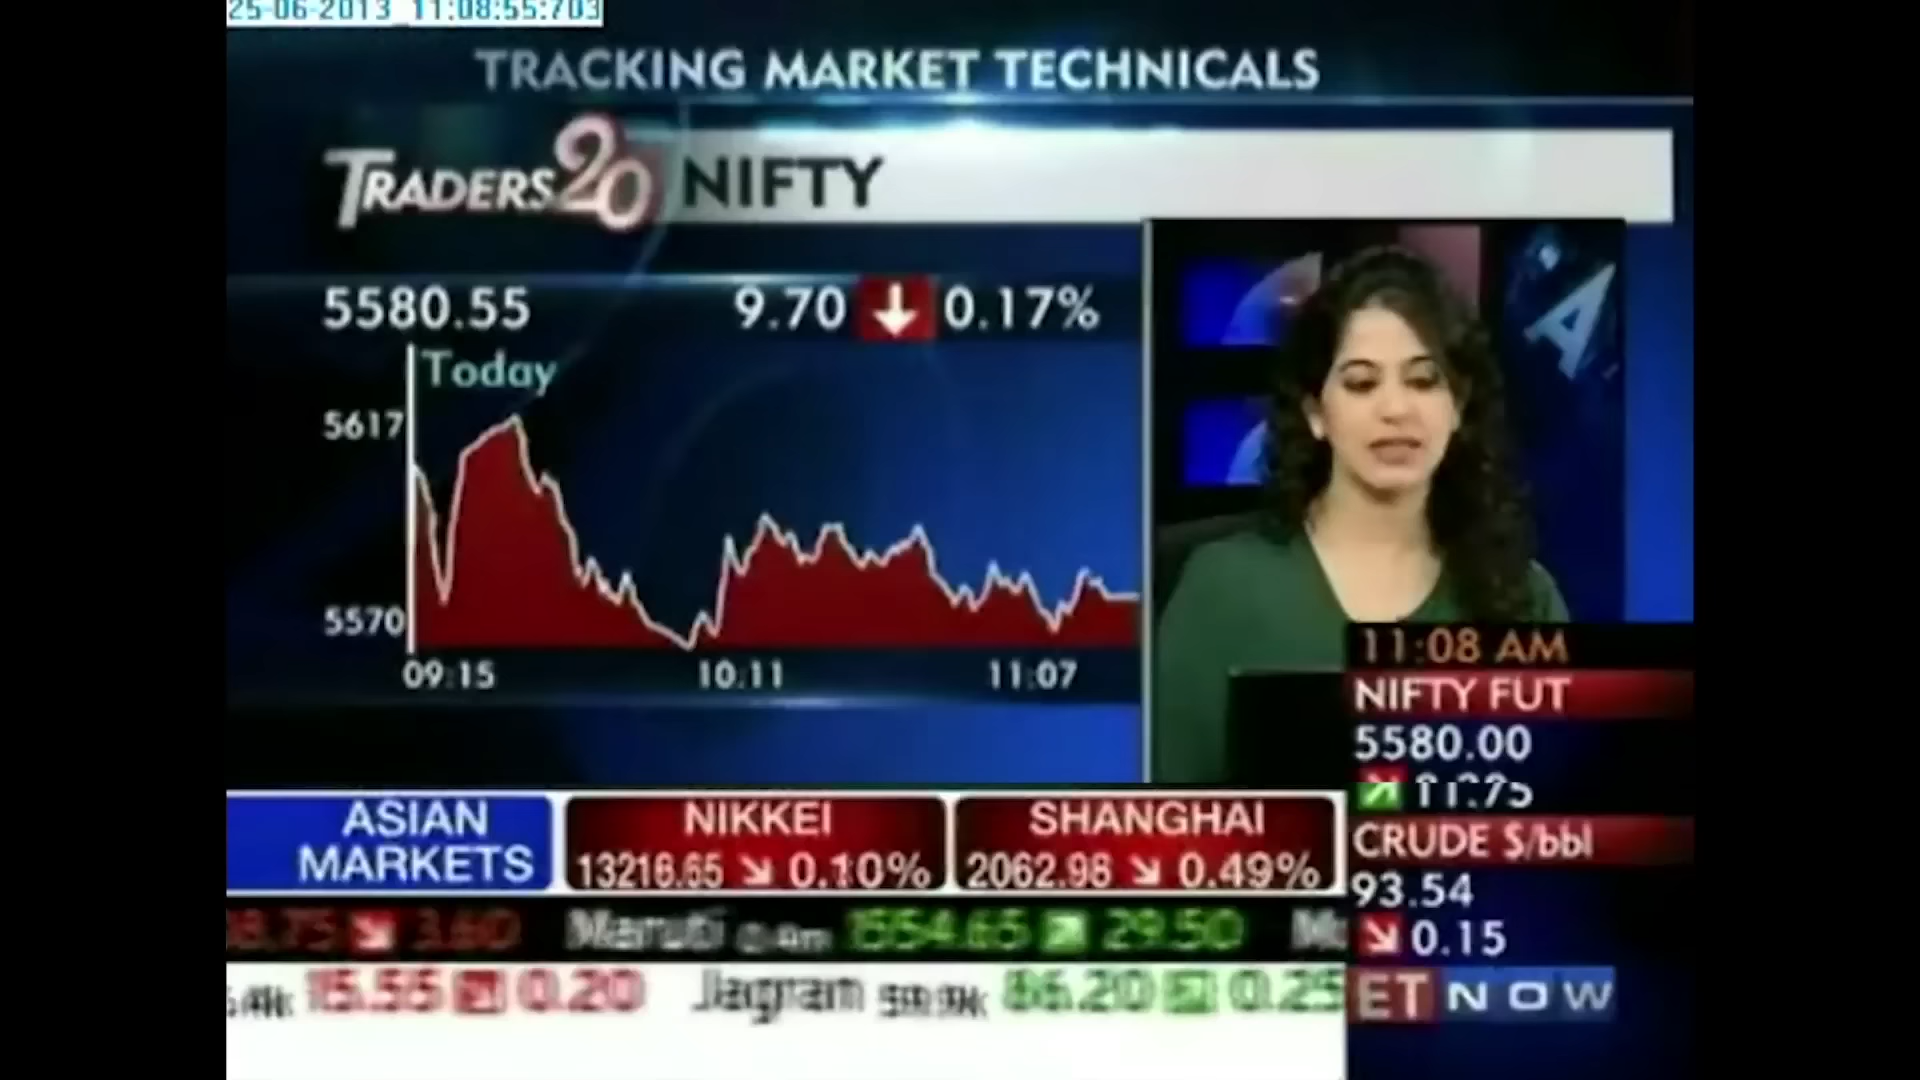 25-06-2013_11:08:55:703
TRACKING MARKET TECHNICALS
TRADERS 20 NIFTY
5580.55 9.70 0.17%
Today
5617
5570
09:15 10:11 11:07
11:08 AM
NIFTY FUT
5580.00
CRUDE $/bbl
93.54
0.15
ASIAN MARKETS
NIKKEI
13216.65 0.10%
SHANGHAI
2062.98 0.49%
3.60 Maruti 1554.65 29.50
15.55 0.20 Jagran 86.20 0.25
ET NOW